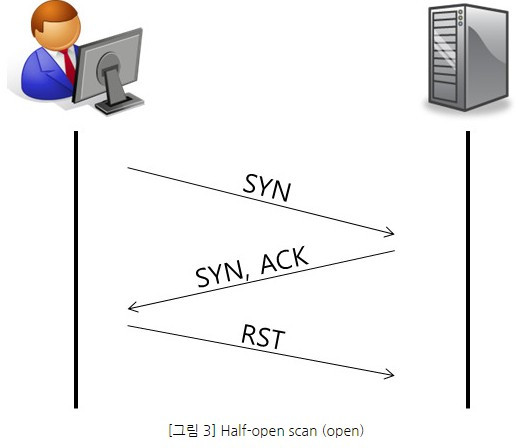 SYN
SYN, ACK
RST
[그림 3] Half-open scan (open)